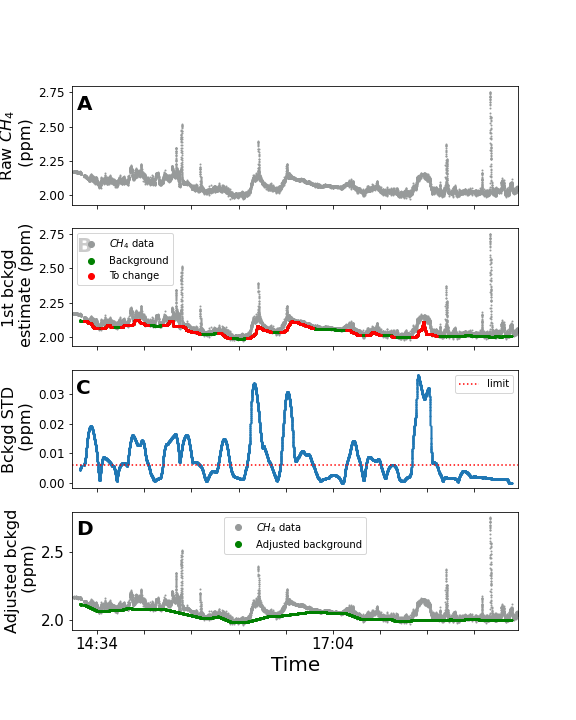 A
Raw CH4
(ppm)
2.75
2.50
2.25
2.00
B
CH4 data
Background
To change
1st bckgd
estimate (ppm)
2.75
2.50
2.25
2.00
C
limit
Bckgd STD
(ppm)
0.03
0.02
0.01
0.00
D
CH4 data
Adjusted background
Adjusted bckgd
(ppm)
2.5
2.0
14:34
17:04
Time